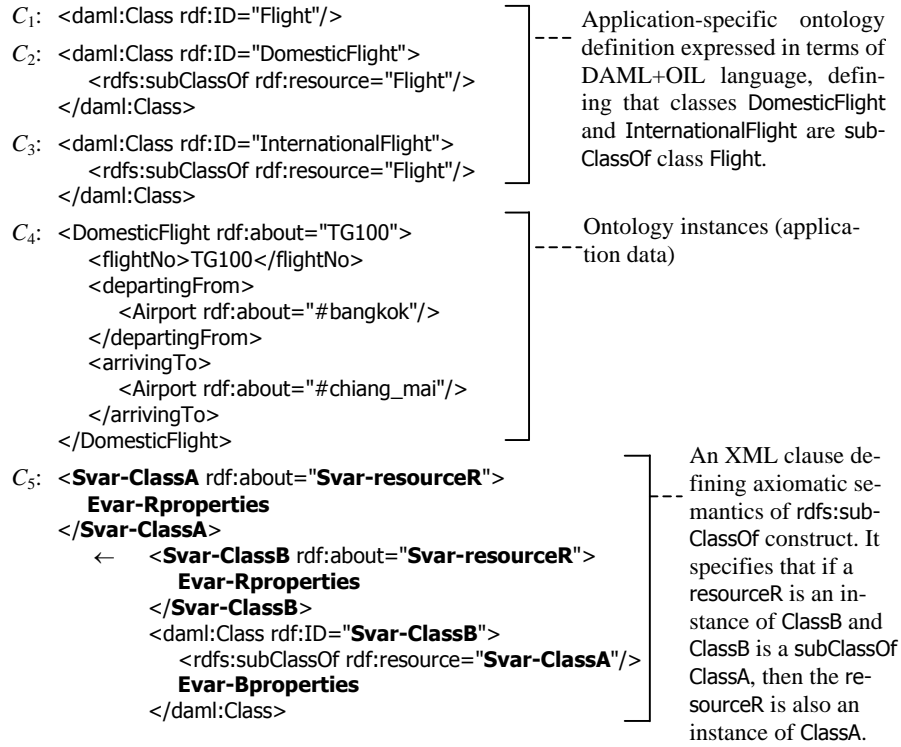 C1: <daml:Class rdf:ID="Flight"/>
C2: <daml:Class rdf:ID="DomesticFlight">
<rdfs:subClassOf rdf:resource="Flight"/>
</daml:Class>
C3: <daml:Class rdf:ID="InternationalFlight">
<rdfs:subClassOf rdf:resource="Flight"/>
</daml:Class>
Application-specific ontology
definition expressed in terms of
DAML+OIL language, defin-
ing that classes DomesticFlight
and InternationalFlight are sub-
ClassOf class Flight.
C4: <DomesticFlight rdf:about="TG100">
<flightNo>TG100</flightNo>
<departingFrom>
<Airport rdf:about="#bangkok"/>
</departingFrom>
<arrivingTo>
<Airport rdf:about="#chiang_mai"/>
</arrivingTo>
</DomesticFlight>
Ontology instances (applica-
tion data)
C5: <Svar-ClassA rdf:about="Svar-resourceR">
Evar-Rproperties
</Svar-ClassA>
← <Svar-ClassB rdf:about="Svar-resourceR">
Evar-Rproperties
</Svar-ClassB>
<daml:Class rdf:ID="Svar-ClassB">
<rdfs:subClassOf rdf:resource="Svar-ClassA"/>
Evar-Bproperties
</daml:Class>
An XML clause de-
fining axiomatic se-
mantics of rdfs:sub-
ClassOf construct. It
specifies that if a
resourceR is an in-
stance of ClassB and
ClassB is a subClassOf
ClassA, then the re-
sourceR is also an
instance of ClassA.